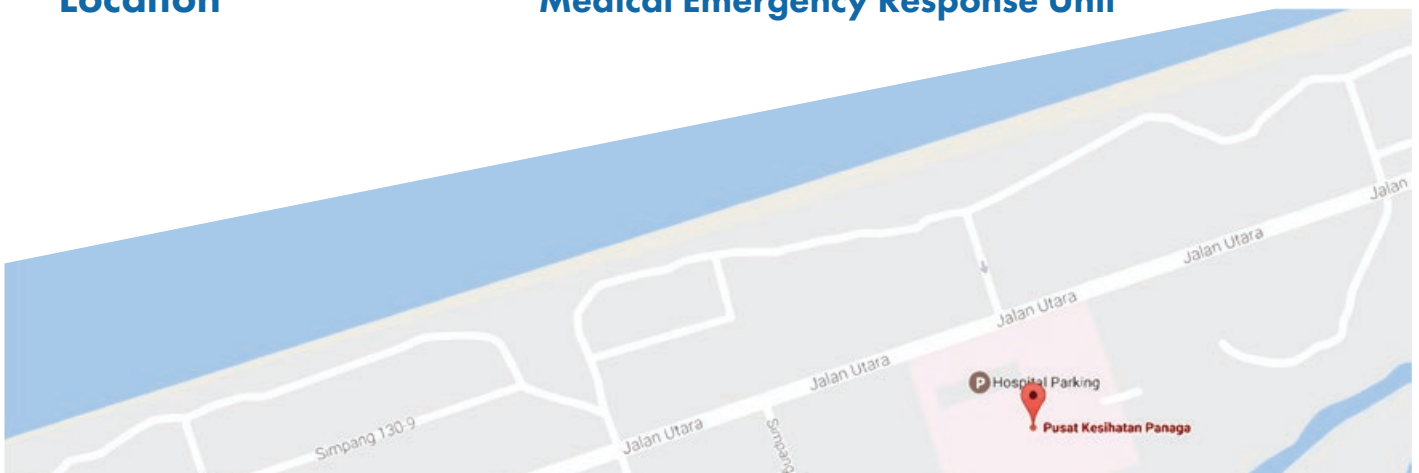 Location
Medical Emergency Response Unit
Jalan
Jalan Utara
Jalan Utara
P Hospital Parking
Jalan Utara
Pusat Kesihatan Panaga
Simpang 130-9
Jalan Utara
Simpang